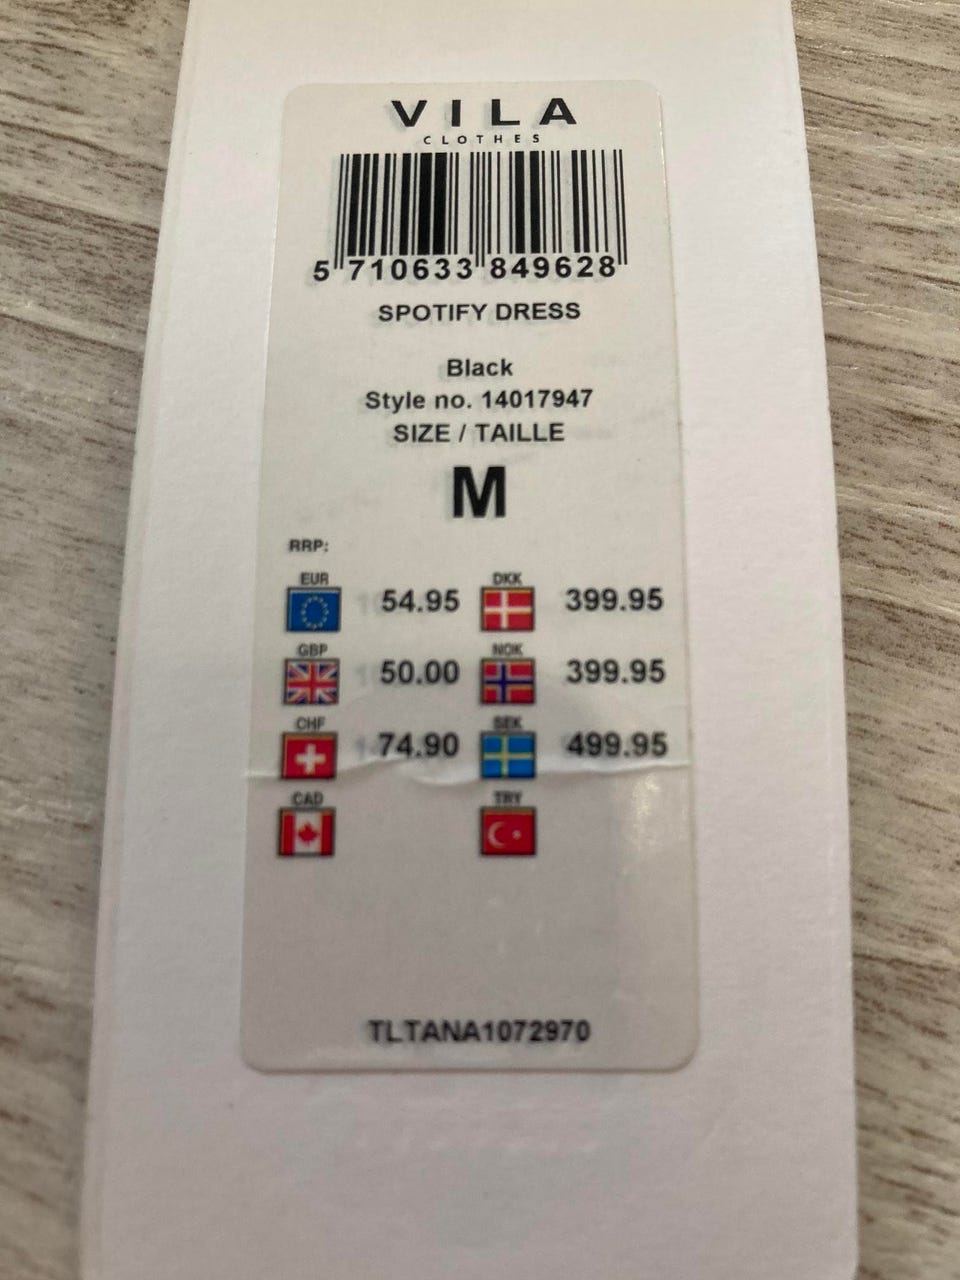 VILA
CLOTHES
5 710633 849628
SPOTIFY DRESS
Black
Style no. 14017947
SIZE / TAILLE
M
RRP:
EUR 54.95 DKK 399.95
GBP 50.00 NOK 399.95
CHF 74.90 SEK 499.95
CAD TRY
TLTANA1072970